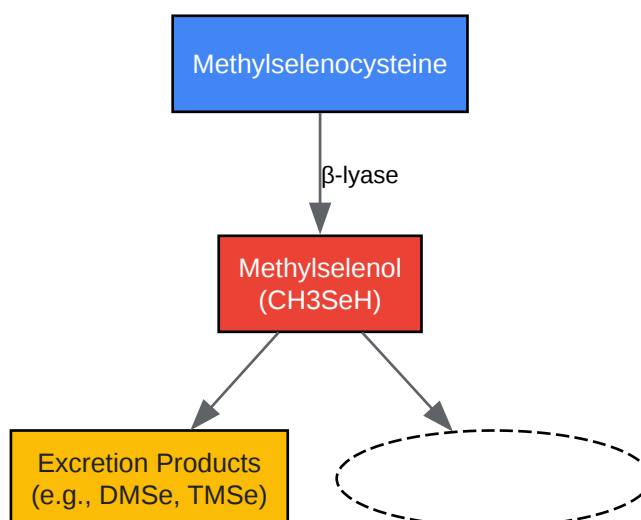 Methylselenocysteine
β-lyase
Methylselenol
(CH3SeH)
Excretion Products
(e.g., DMSe, TMSe)